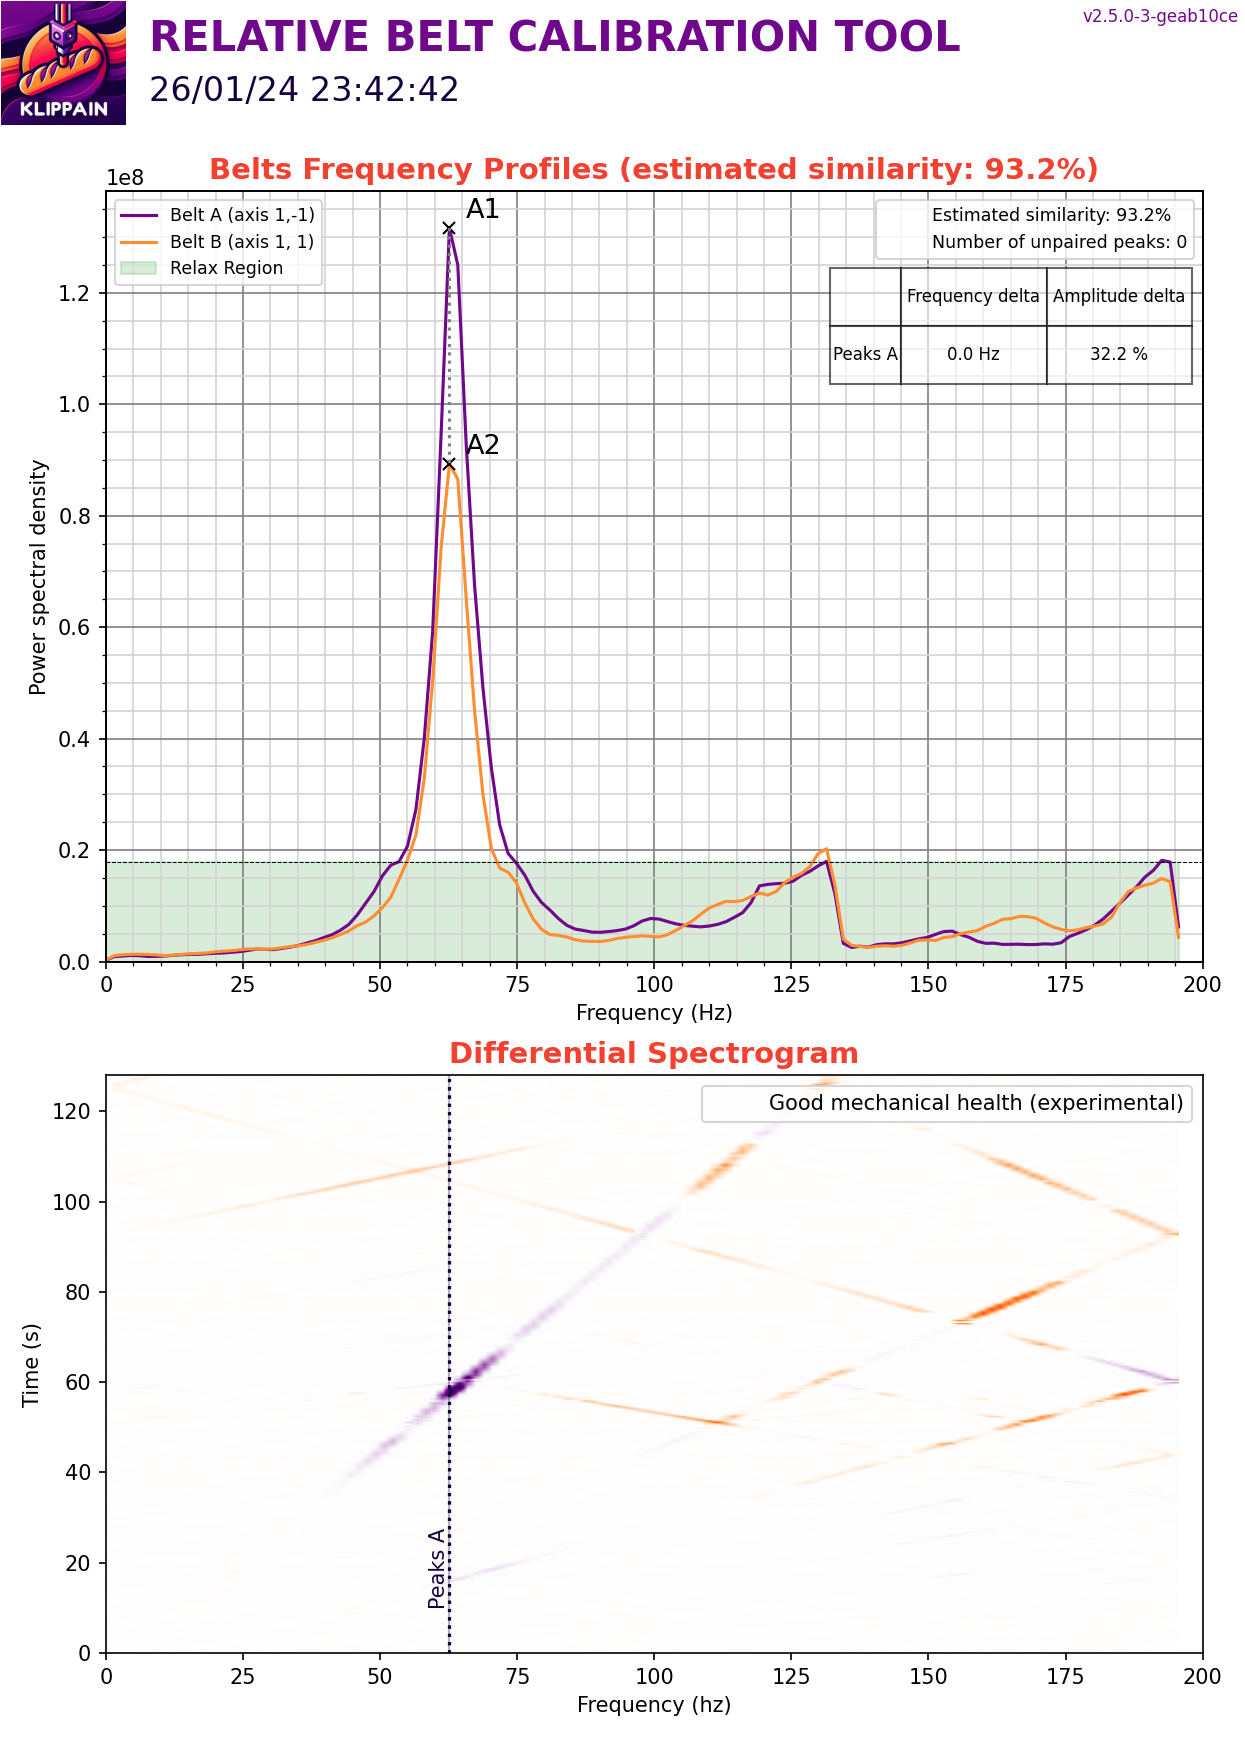 KLIPPAIN
RELATIVE BELT CALIBRATION TOOL
v2.5.0-3-geab10ce
26/01/24 23:42:42
Belts Frequency Profiles (estimated similarity: 93.2%)
1e8
Belt A (axis 1,-1)
Belt B (axis 1, 1)
Relax Region
A1
A2
Estimated similarity: 93.2%
Number of unpaired peaks: 0
Frequency delta Amplitude delta
Peaks A 0.0 Hz 32.2 %
Power spectral density
1.2
1.0
0.8
0.6
0.4
0.2
0.0
0 25 50 75 100 125 150 175 200
Frequency (Hz)
Differential Spectrogram
Good mechanical health (experimental)
Peaks A
Time (s)
120
100
80
60
40
20
0
0 25 50 75 100 125 150 175 200
Frequency (hz)